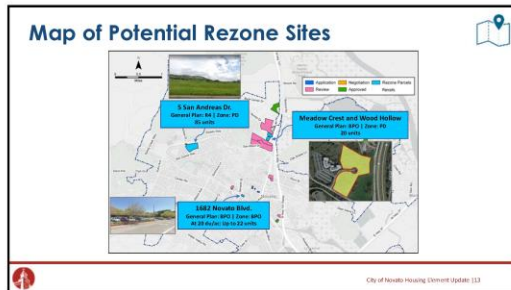 Map of Potential Rezone Sites
Application
Negotiation
Rezone Parcels
Review
Approved
Parcels
5 San Andreas Dr.
General Plan: R4 | Zone: PD
81 units
Meadow Crest and Wood Hollow
General Plan: BPO | Zone: PD
20 units
1682 Novato Blvd.
General Plan: BPO | Zone: BPO
At 20 du/ac: Up to 22 units
City of Novato Housing Element Update |13